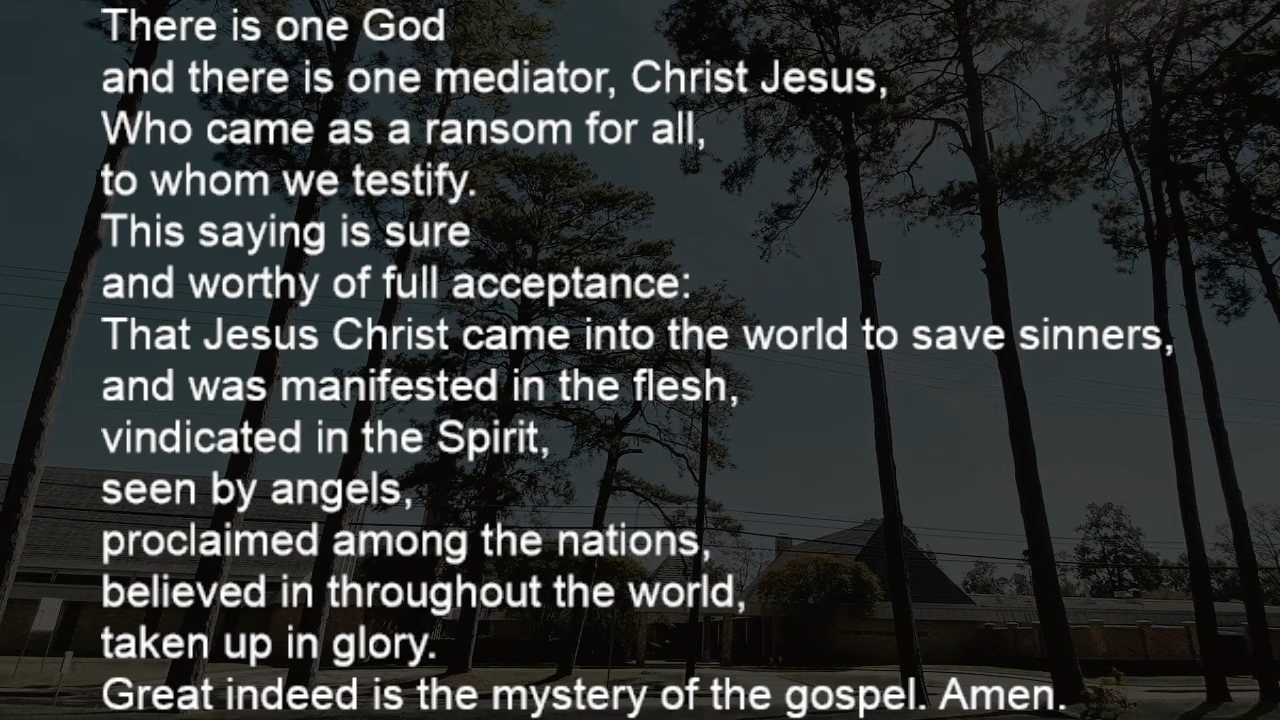 There is one God
and there is one mediator, Christ Jesus,
Who came as a ransom for all,
to whom we testify.
This saying is sure
and worthy of full acceptance:
That Jesus Christ came into the world to save sinners,
and was manifested in the flesh,
vindicated in the Spirit,
seen by angels,
proclaimed among the nations,
believed in throughout the world,
taken up in glory.
Great indeed is the mystery of the gospel. Amen.